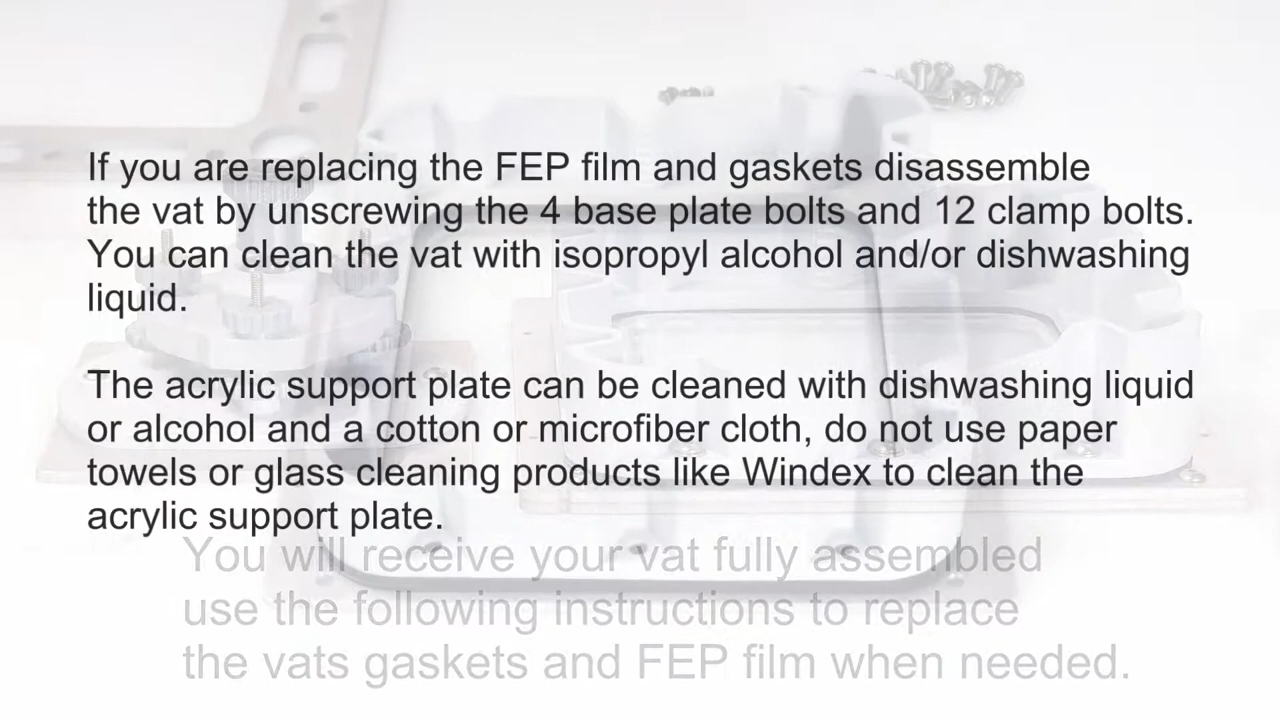 If you are replacing the FEP film and gaskets disassemble
the vat by unscrewing the 4 base plate bolts and 12 clamp bolts.
You can clean the vat with isopropyl alcohol and/or dishwashing
liquid.
The acrylic support plate can be cleaned with dishwashing liquid
or alcohol and a cotton or microfiber cloth, do not use paper
towels or glass cleaning products like Windex to clean the
acrylic support plate.
You will receive your vat fully assembled
use the following instructions to replace
the vats gaskets and FEP film when needed.